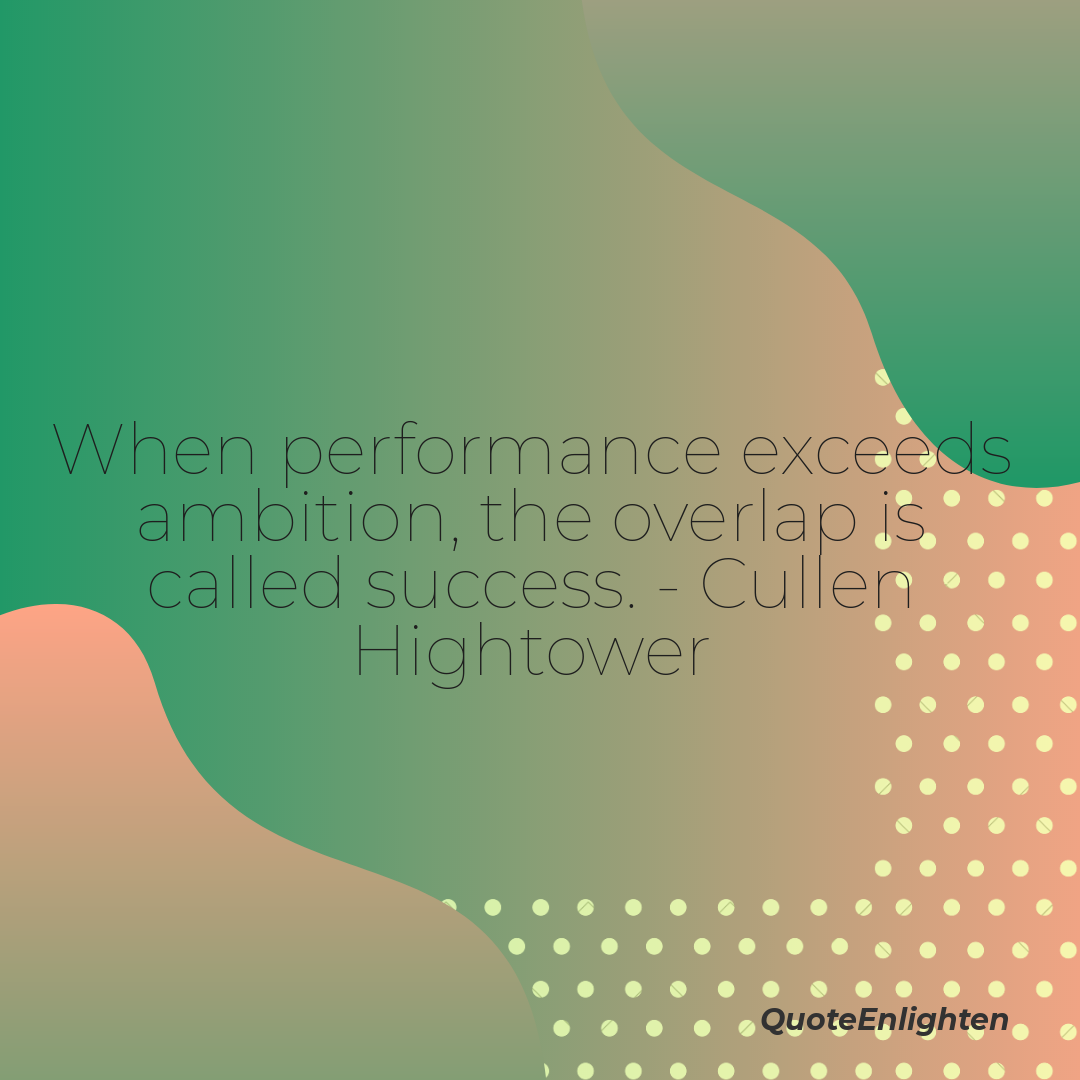 When performance exceeds
ambition, the overlap is
called success. - Cullen
Hightower
QuoteEnlighten